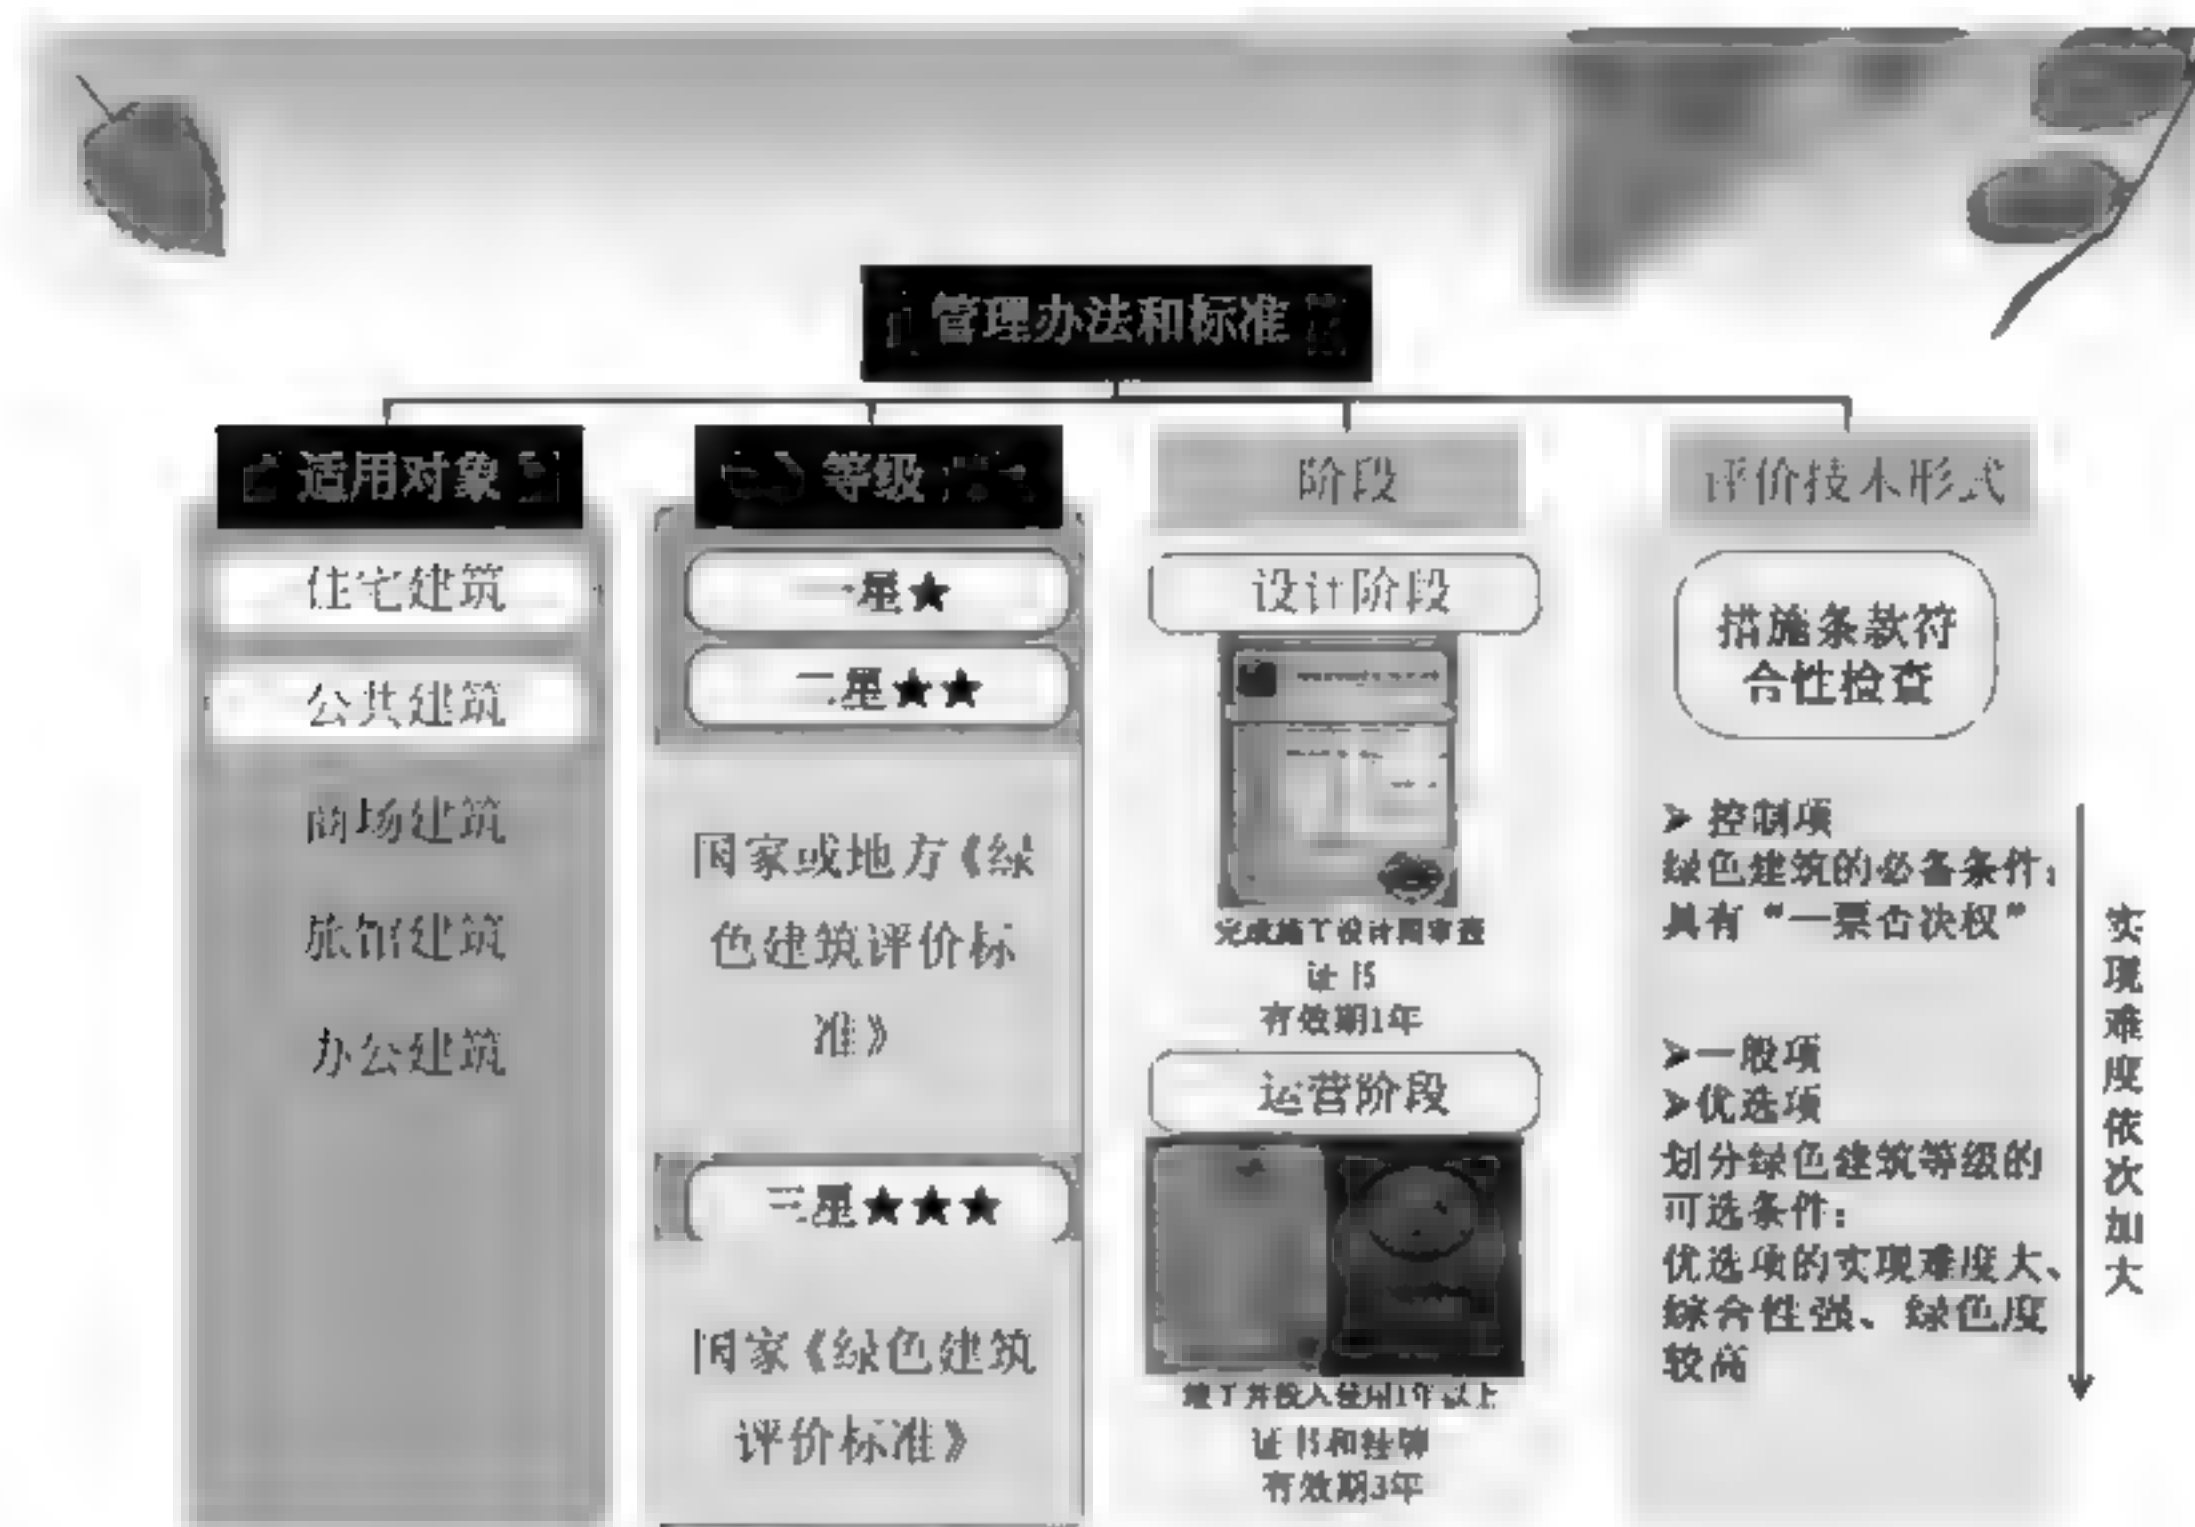 管理办法和标准
适用对象
住宅建筑
公共建筑
商场建筑
旅馆建筑
办公建筑
等级
一星★
二星★★
国家或地方《绿
色建筑评价标
准》
三星★★★
国家《绿色建筑
评价标准》
阶段
设计阶段
完成施工设计图审查
证书
有效期1年
运营阶段
竣工并投入使用1年以上
证书和挂牌
有效期3年
评价技术形式
措施条款符
合性检查
➤ 控制项
绿色建筑的必备条件；
具有“一票否决权”
➤一般项
➤优选项
划分绿色建筑等级的
可选条件；
优选项的实现难度大、
综合性强、绿色度
较高
实现难度依次加大